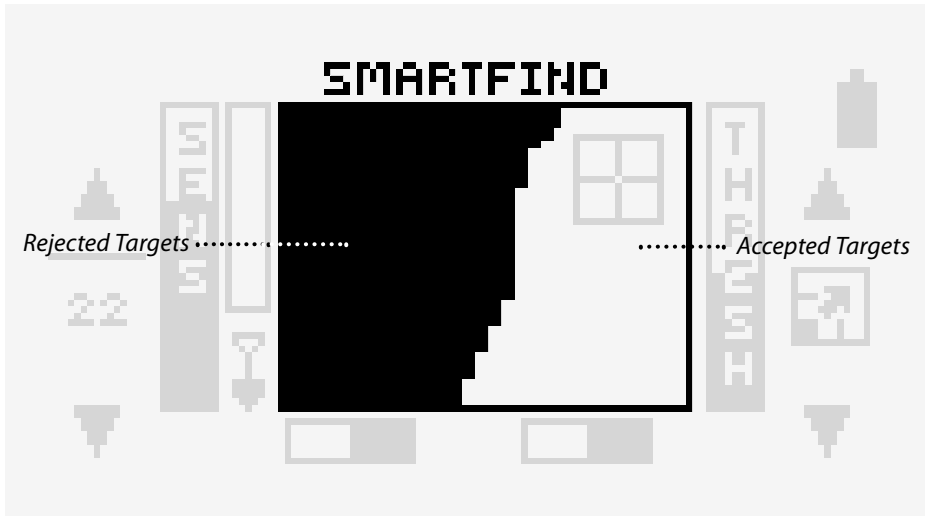 SMARTFIND
SENS
THRESH
Rejected Targets
Accepted Targets
22